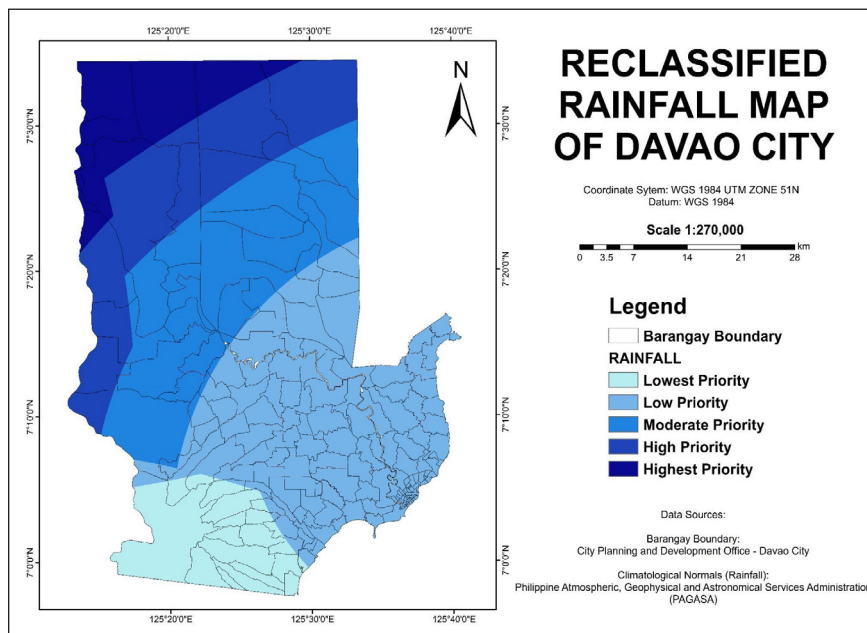 125°20'0"E 125°30'0"E 125°40'0"E
N
7°30'0"N
7°20'0"N
7°10'0"N
7°0'0"N
7°30'0"N
7°20'0"N
7°10'0"N
7°0'0"N
125°20'0"E 125°30'0"E 125°40'0"E
RECLASSIFIED
RAINFALL MAP
OF DAVAO CITY
Coordinate Sytem: WGS 1984 UTM ZONE 51N
Datum: WGS 1984
Scale 1:270,000
km
0 3.5 7 14 21 28
Legend
Barangay Boundary
RAINFALL
Lowest Priority
Low Priority
Moderate Priority
High Priority
Highest Priority
Data Sources:
Barangay Boundary:
City Planning and Development Office - Davao City
Climatological Normals (Rainfall):
Philippine Atmospheric, Geophysical and Astronomical Services Administration
(PAGASA)